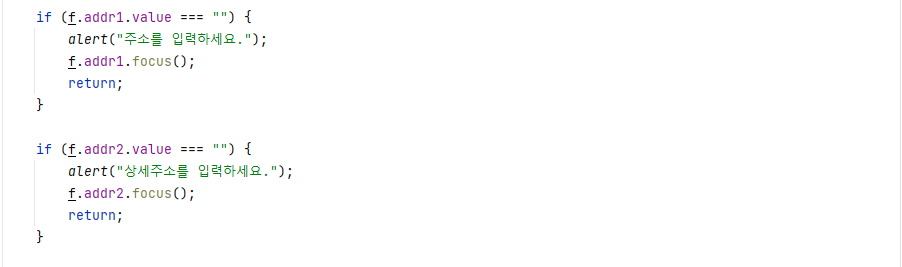 if (f.addr1.value === "") {
    alert("주소를 입력하세요.");
    f.addr1.focus();
    return;
}
if (f.addr2.value === "") {
    alert("상세주소를 입력하세요.");
    f.addr2.focus();
    return;
}